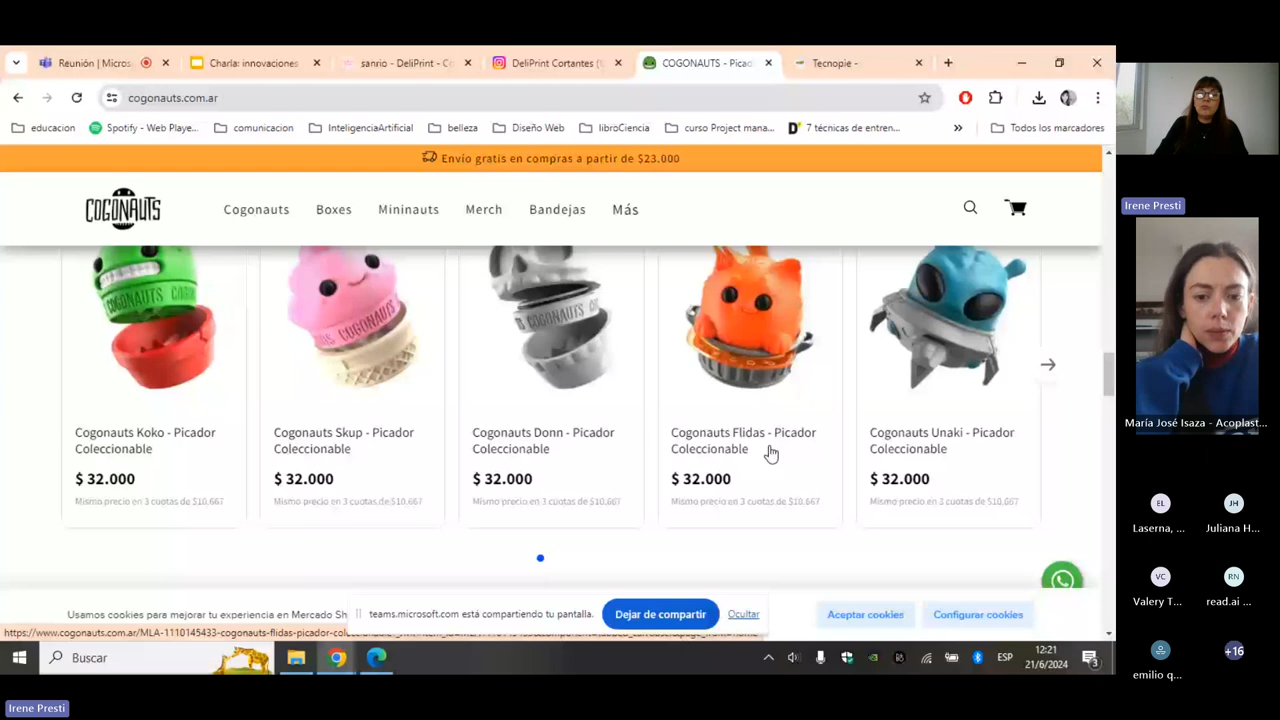 Reunión | Micros
Charla: innovaciones
sanrio - DeliPrint - C
DeliPrint Cortantes (
COGONAUTS - Picad
Tecnopie -
cogonauts.com.ar
educacion
Spotify - Web Playe...
comunicacion
InteligenciaArtificial
belleza
Diseño Web
libroCiencia
curso Project mana...
7 técnicas de entren...
Todos los marcadores
Envío gratis en compras a partir de $23.000
COGONAUTS
Cogonauts
Boxes
Mininauts
Merch
Bandejas
Más
COGONAUTS
COGONAUTS
COGONAUTS
Cogonauts Koko - Picador
Coleccionable
$ 32.000
Mismo precio en 3 cuotas de $10.667
Cogonauts Skup - Picador
Coleccionable
$ 32.000
Mismo precio en 3 cuotas de $10.667
Cogonauts Donn - Picador
Coleccionable
$ 32.000
Mismo precio en 3 cuotas de $10.667
Cogonauts Flidas - Picador
Coleccionable
$ 32.000
Mismo precio en 3 cuotas de $10.667
Cogonauts Unaki - Picador
Coleccionable
$ 32.000
Mismo precio en 3 cuotas de $10.667
Usamos cookies para mejorar tu experiencia en Mercado Sh
teams.microsoft.com está compartiendo tu pantalla.
Dejar de compartir
Ocultar
Aceptar cookies
Configurar cookies
https://www.cogonauts.com.ar/MLA-1110145433-cogonauts-flidas-picador-col
Buscar
ESP
12:21
21/6/2024
3
Irene Presti
Irene Presti
María José Isaza - Acoplast...
EL
Laserna, ...
JH
Juliana H...
VC
Valery T...
RN
read.ai ...
emilio q...
+16